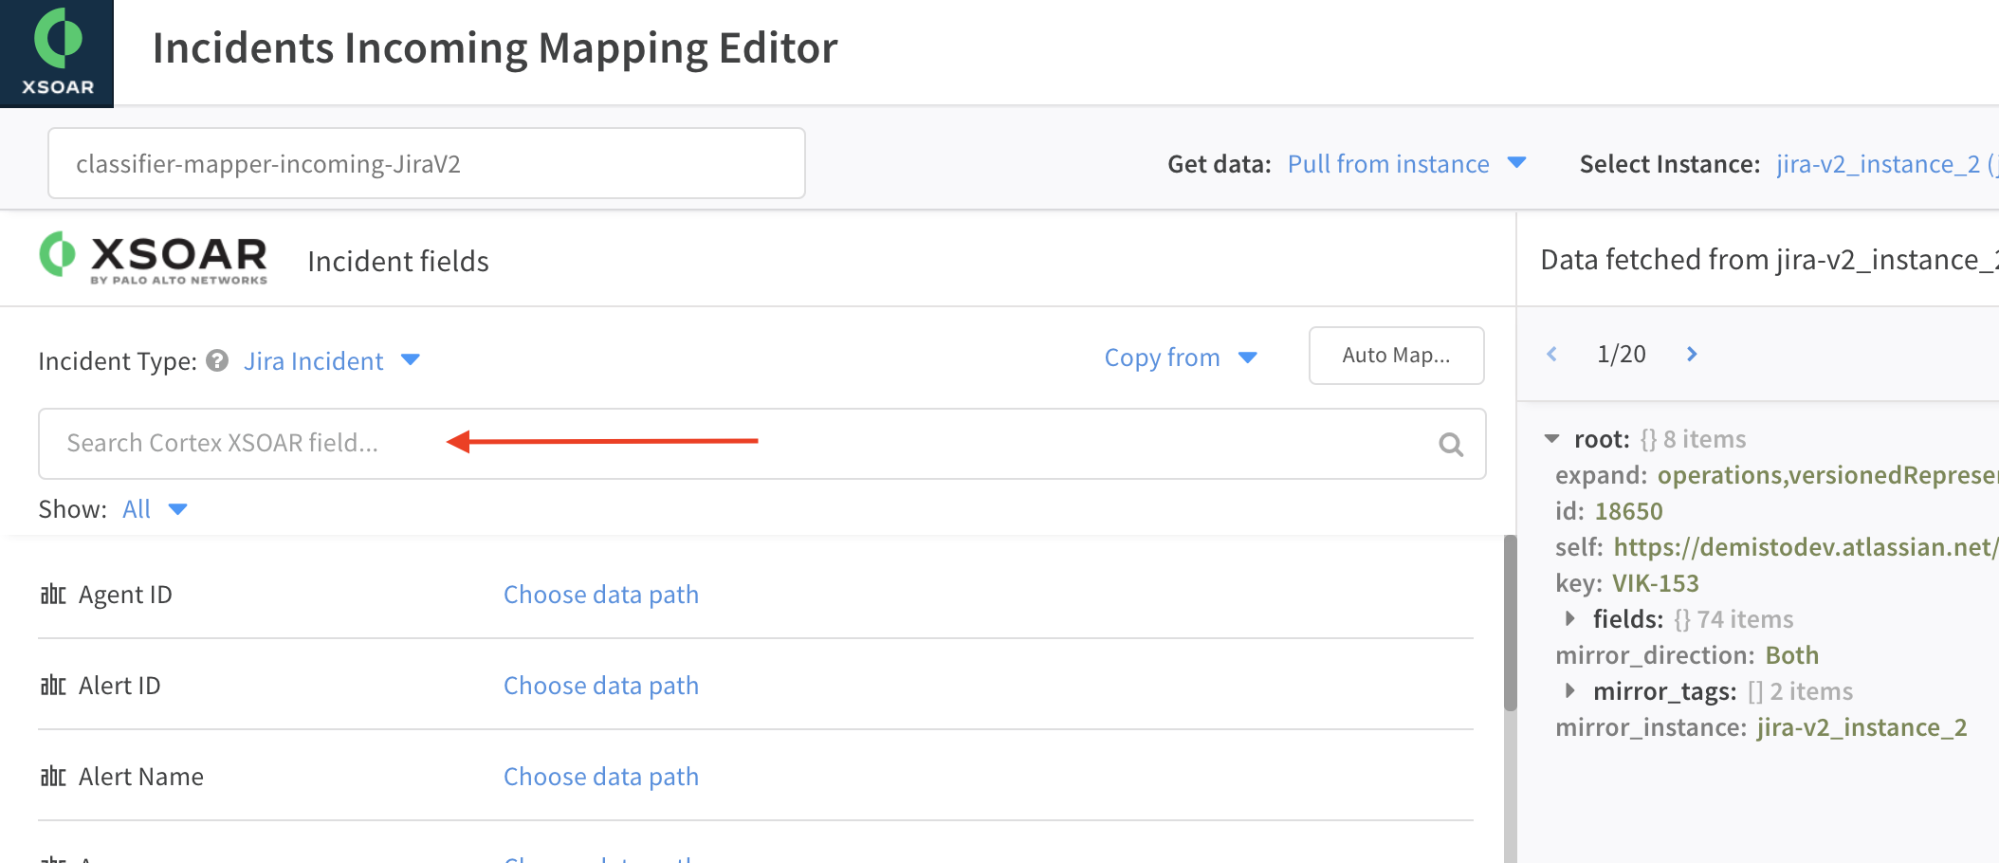 XSOAR
Incidents Incoming Mapping Editor
classifier-mapper-incoming-JiraV2
Get data: Pull from instance
Select Instance: jira-v2_instance_2 (j
XSOAR
BY PALO ALTO NETWORKS
Incident fields
Incident Type: ? Jira Incident
Copy from
Auto Map...
Search Cortex XSOAR field...
Show: All
abc Agent ID Choose data path
abc Alert ID Choose data path
abc Alert Name Choose data path
Data fetched from jira-v2_instance_2
1/20
root: {} 8 items
expand: operations,versionedReprese
id: 18650
self: https://demistodev.atlassian.net/
key: VIK-153
fields: {} 74 items
mirror_direction: Both
mirror_tags: [] 2 items
mirror_instance: jira-v2_instance_2